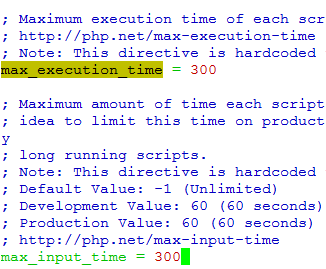 ; Maximum execution time of each scr
; http://php.net/max-execution-time
; Note: This directive is hardcoded
max_execution_time = 300
; Maximum amount of time each script
; idea to limit this time on product
y
; long running scripts.
; Note: This directive is hardcoded
; Default Value: -1 (Unlimited)
; Development Value: 60 (60 seconds)
; Production Value: 60 (60 seconds)
; http://php.net/max-input-time
max_input_time = 300